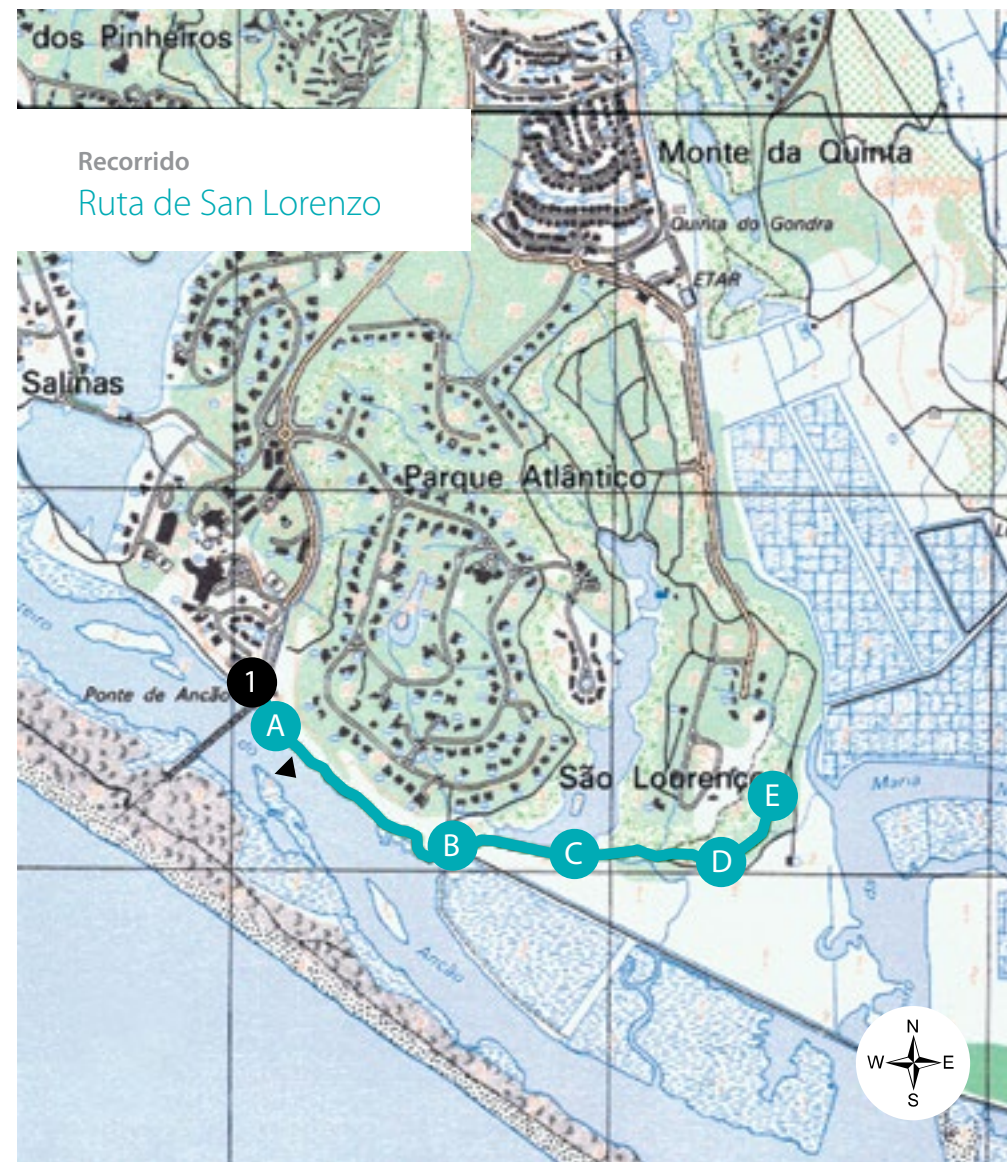 dos Pinheiros
Recorrido
Ruta de San Lorenzo
Monte da Quinta
Quinta do Gondra
ETAR
Salinas
Parque Atlântico
1
Ponte de Ancão
A
São Lourenço
Maria
E
B
C
D
Ancão
N
W E
S